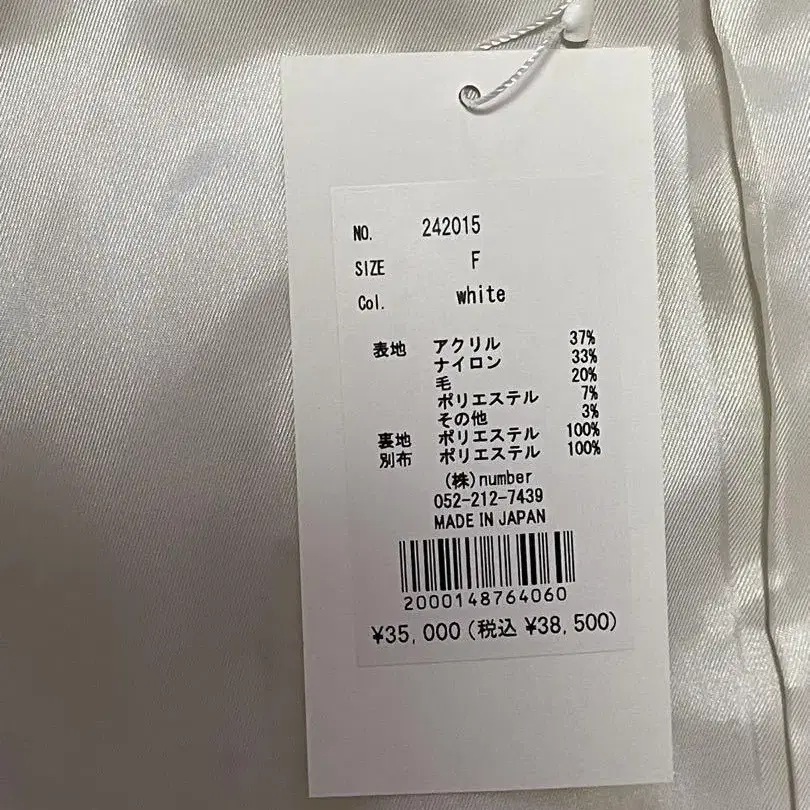 NO. 242015
SIZE F
Col. white
表地 アクリル 37%
ナイロン 33%
毛 20%
ポリエステル 7%
その他 3%
裏地 ポリエステル 100%
別布 ポリエステル 100%
(株)number
052-212-7439
MADE IN JAPAN
2000148764060
¥35,000(税込 ¥38,500)